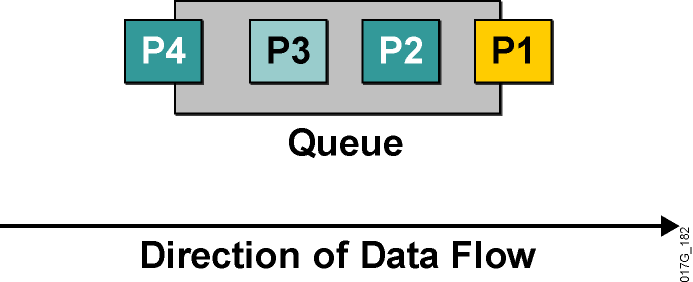 P4 P3 P2 P1
Queue
Direction of Data Flow
017G_182